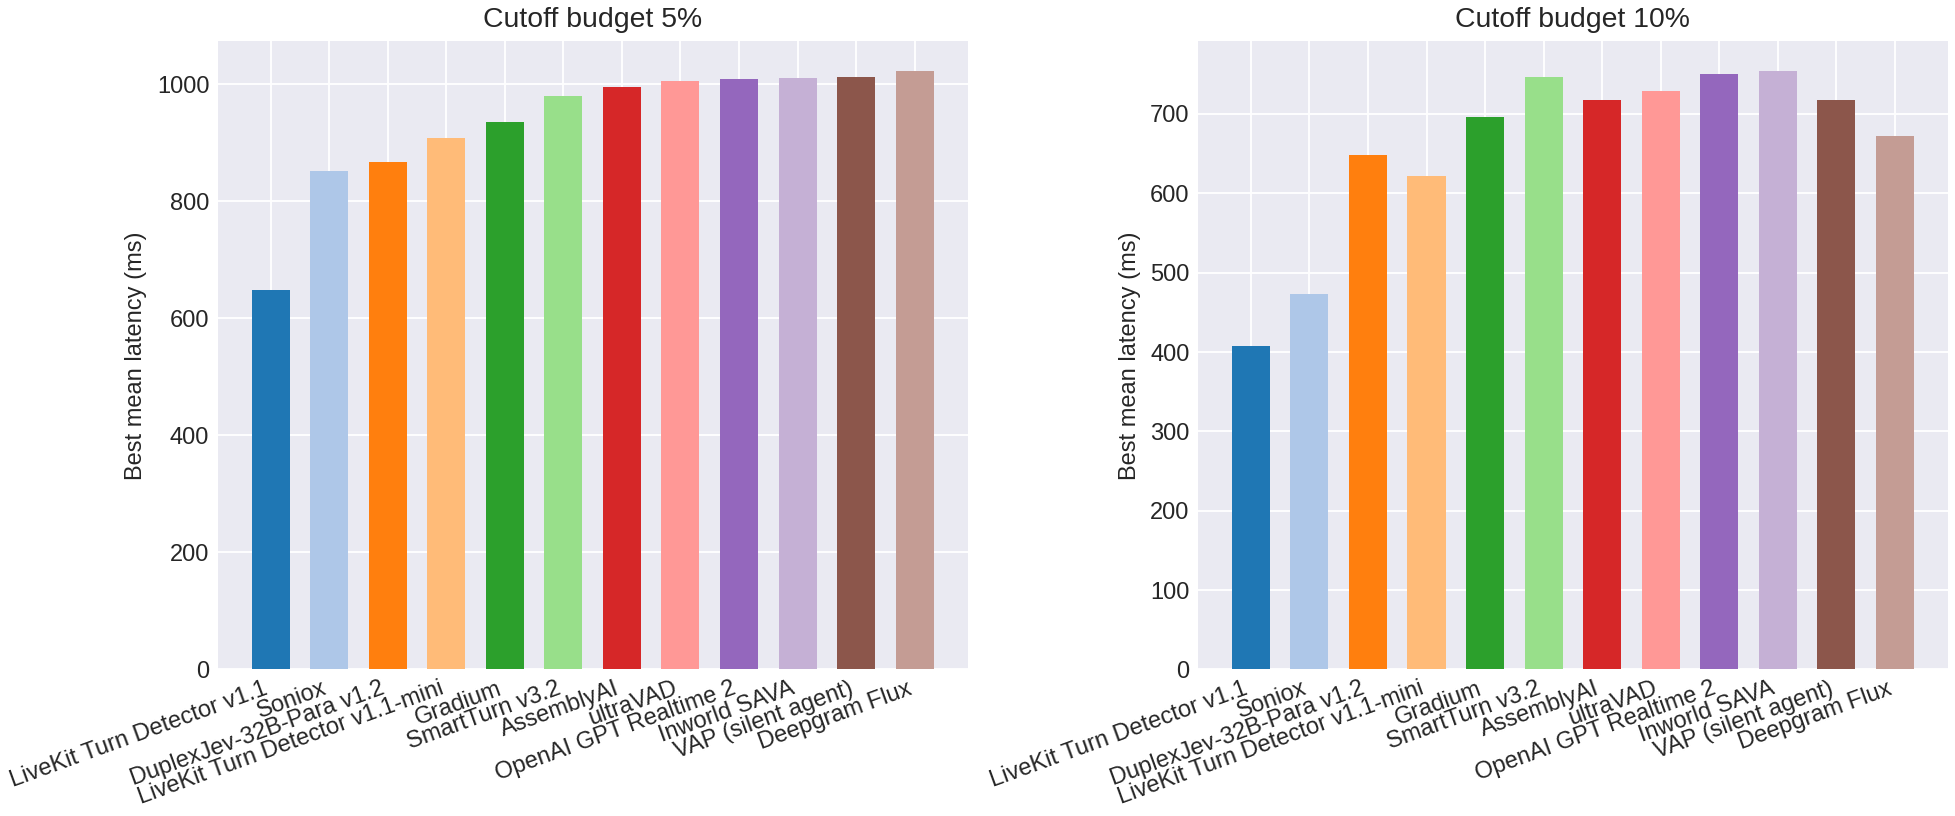 Cutoff budget 5%
Best mean latency (ms)
1000
800
600
400
200
0
LiveKit Turn Detector v1.1
Soniox
DuplexJev-32B-Para v1.2
LiveKit Turn Detector v1.1-mini
Gradium
SmartTurn v3.2
AssemblyAI
ultraVAD
OpenAI GPT Realtime 2
Inworld SAVA
VAP (silent agent)
Deepgram Flux
Cutoff budget 10%
Best mean latency (ms)
700
600
500
400
300
200
100
0
LiveKit Turn Detector v1.1
Soniox
DuplexJev-32B-Para v1.2
LiveKit Turn Detector v1.1-mini
Gradium
SmartTurn v3.2
AssemblyAI
ultraVAD
OpenAI GPT Realtime 2
Inworld SAVA
VAP (silent agent)
Deepgram Flux